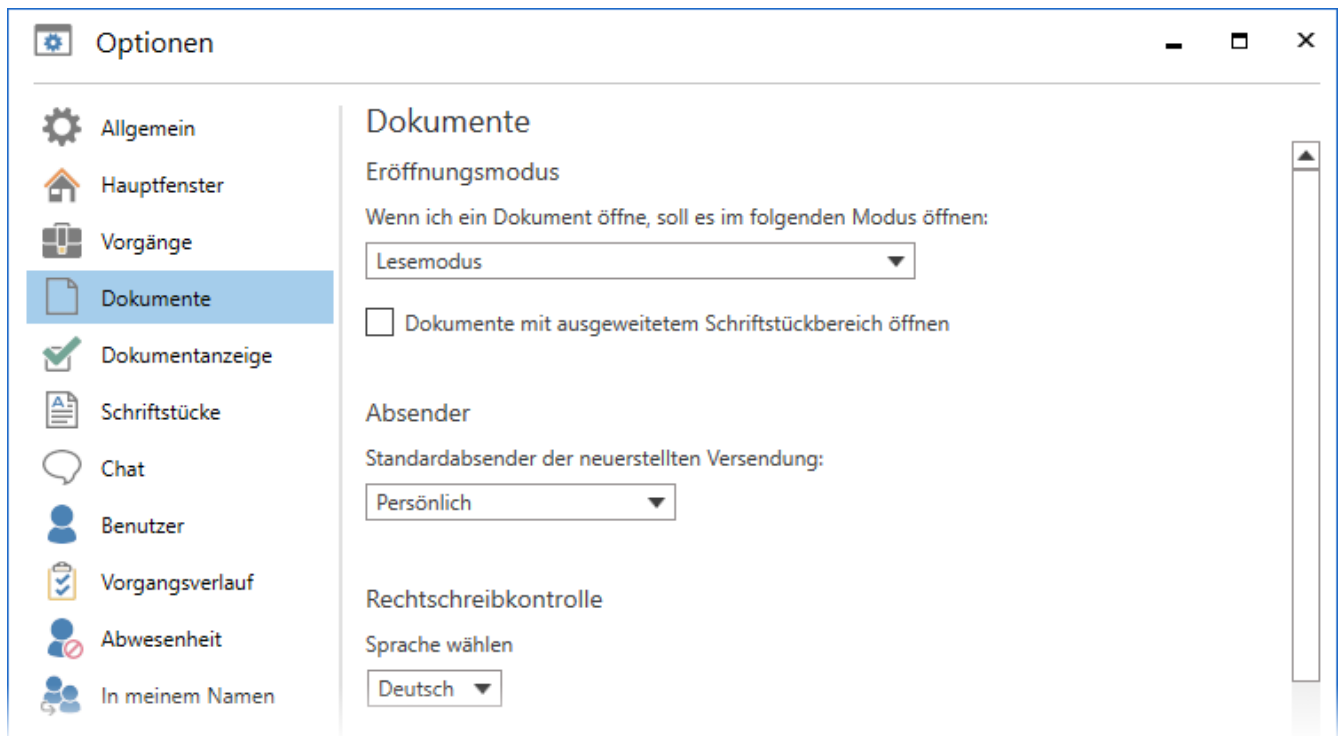 Optionen
Allgemein
Hauptfenster
Vorgänge
Dokumente
Dokumentanzeige
Schriftstücke
Chat
Benutzer
Vorgangsverlauf
Abwesenheit
In meinem Namen
Dokumente
Eröffnungsmodus
Wenn ich ein Dokument öffne, soll es im folgenden Modus öffnen:
Lesemodus
Dokumente mit ausgeweitetem Schriftstückbereich öffnen
Absender
Standardabsender der neuerstellten Versendung:
Persönlich
Rechtschreibkontrolle
Sprache wählen
Deutsch